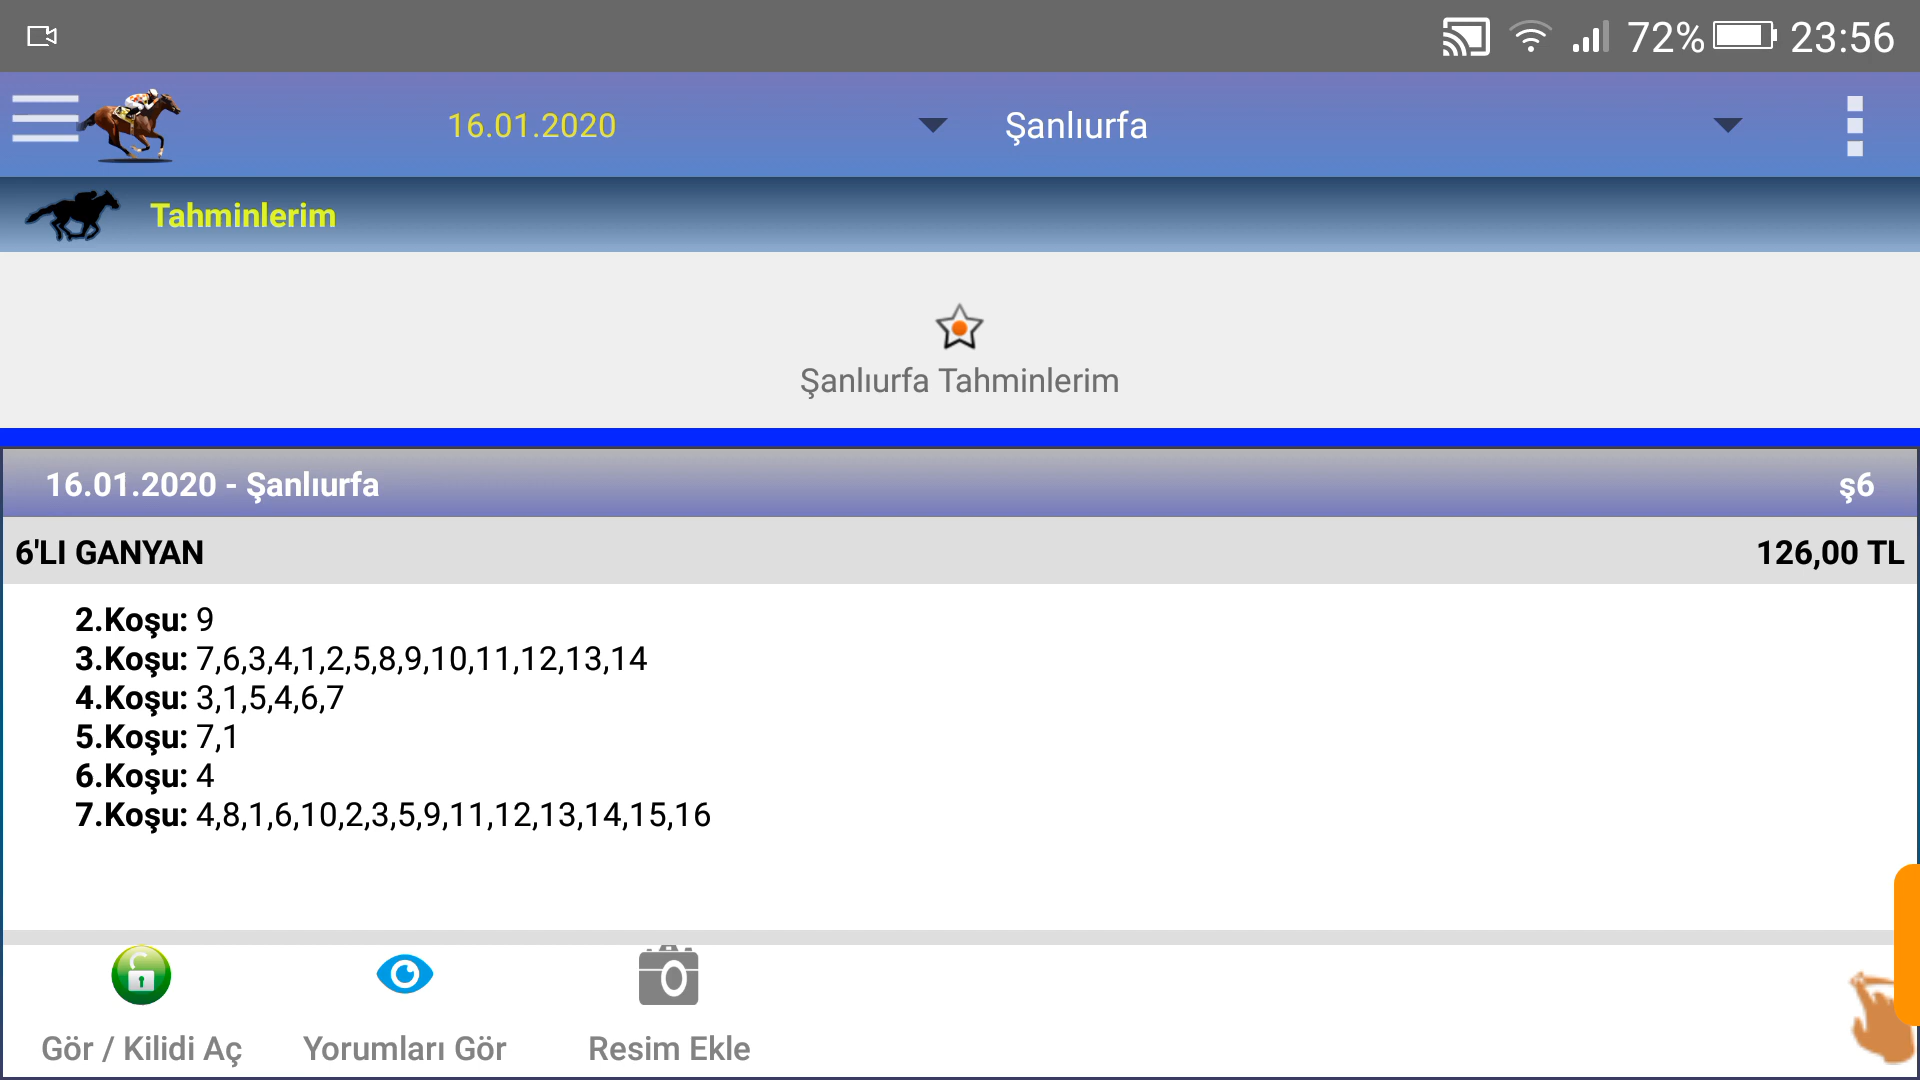 72% 23:56
16.01.2020 Şanlıurfa
Tahminlerim
Şanlıurfa Tahminlerim
16.01.2020 - Şanlıurfa ş6
6'LI GANYAN 126,00 TL
2.Koşu: 9
3.Koşu: 7,6,3,4,1,2,5,8,9,10,11,12,13,14
4.Koşu: 3,1,5,4,6,7
5.Koşu: 7,1
6.Koşu: 4
7.Koşu: 4,8,1,6,10,2,3,5,9,11,12,13,14,15,16
Gör / Kilidi Aç Yorumları Gör Resim Ekle